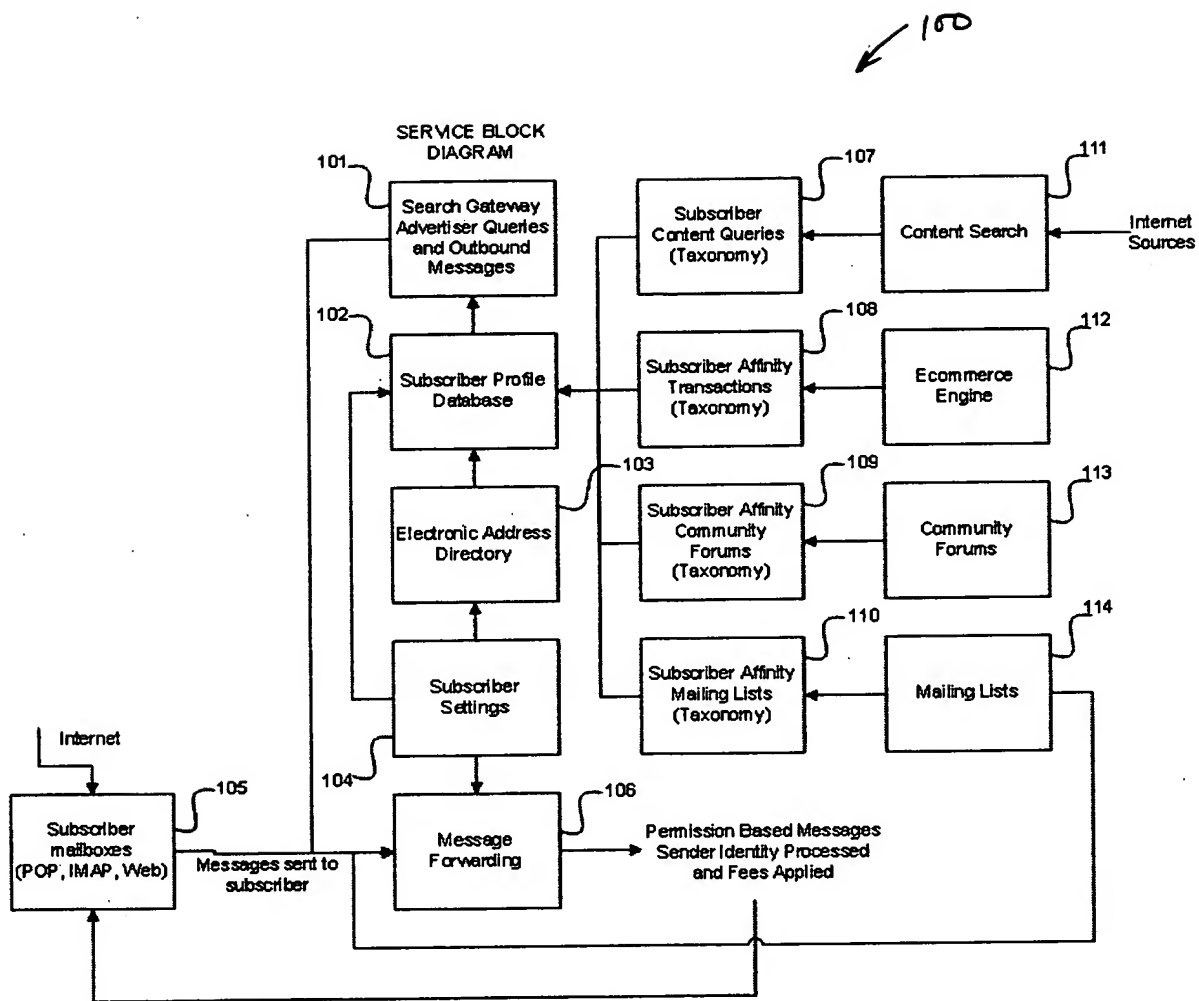 100
SERVICE BLOCK
DIAGRAM
101
Search Gateway
Advertiser Queries
and Outbound
Messages
107
Subscriber
Content Queries
(Taxonomy)
111
Content Search
Internet
Sources
102
Subscriber Profile
Database
108
Subscriber Affinity
Transactions
(Taxonomy)
112
Ecommerce
Engine
103
Electronic Address
Directory
109
Subscriber Affinity
Community
Forums
(Taxonomy)
113
Community
Forums
104
Subscriber
Settings
110
Subscriber Affinity
Mailing Lists
(Taxonomy)
114
Mailing Lists
Internet
105
Subscriber
mailboxes
(POP, IMAP, Web)
Messages sent to
subscriber
106
Message
Forwarding
Permission Based Messages
Sender Identity Processed
and Fees Applied